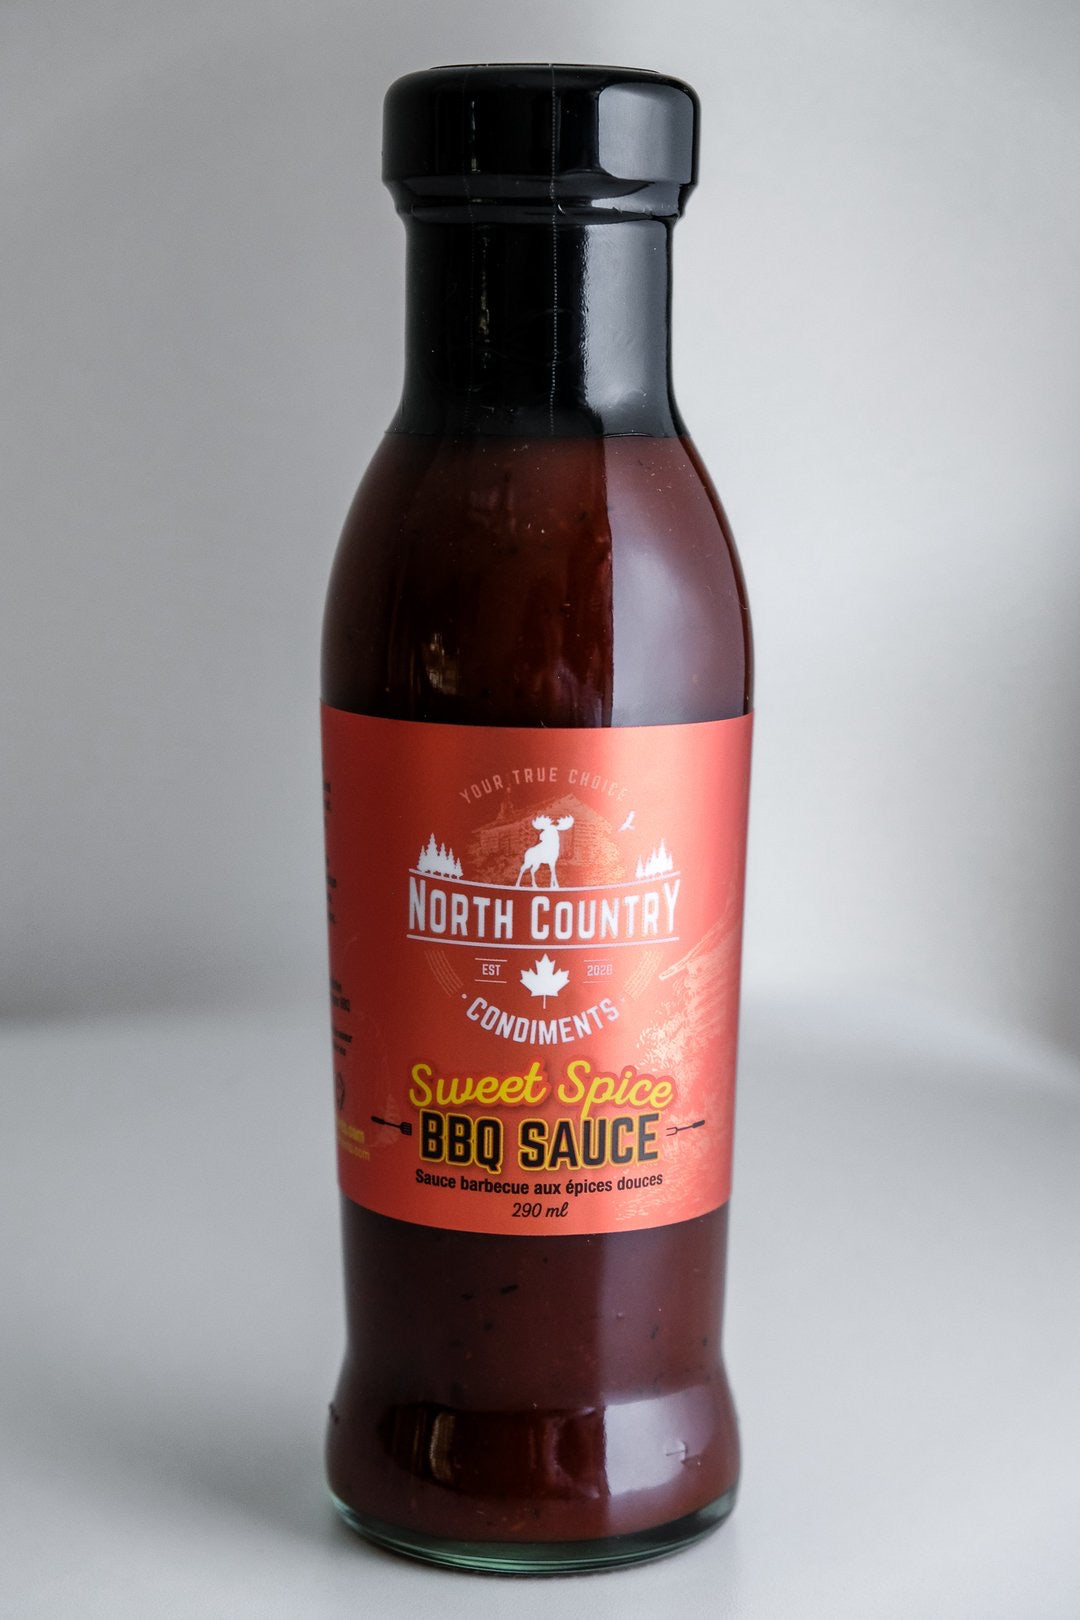 YOUR TRUE CHOICE
NORTH COUNTRY
EST 2020
· CONDIMENTS ·
Sweet Spice
BBQ SAUCE
Sauce barbecue aux épices douces
290 ml